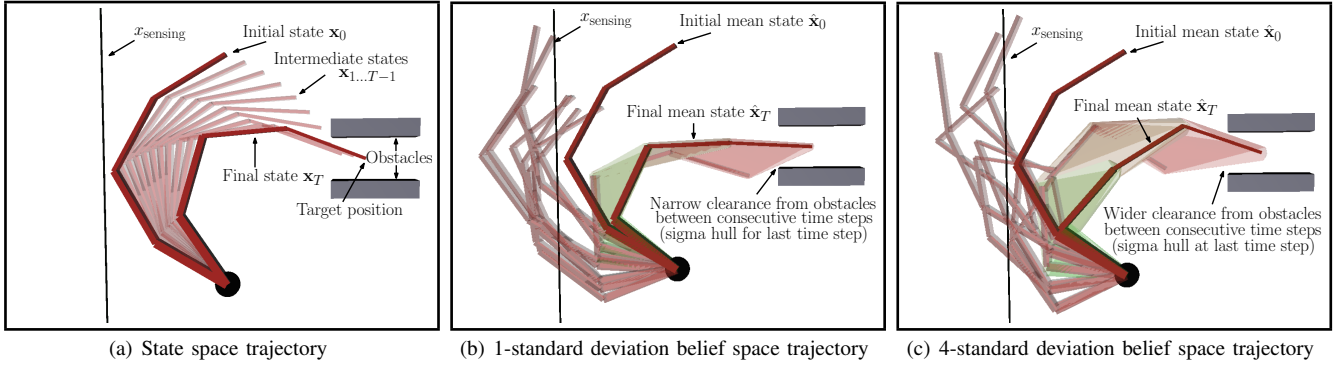 x_sensing
Initial state x_0
Intermediate states
x_{1...T−1}
Obstacles
Final state x_T
Target position
(a) State space trajectory
x_sensing
Initial mean state x̂_0
Final mean state x̂_T
Narrow clearance from obstacles
between consecutive time steps
(sigma hull for last time step)
(b) 1-standard deviation belief space trajectory
x_sensing
Initial mean state x̂_0
Final mean state x̂_T
Wider clearance from obstacles
between consecutive time steps
(sigma hull at last time step)
(c) 4-standard deviation belief space trajectory